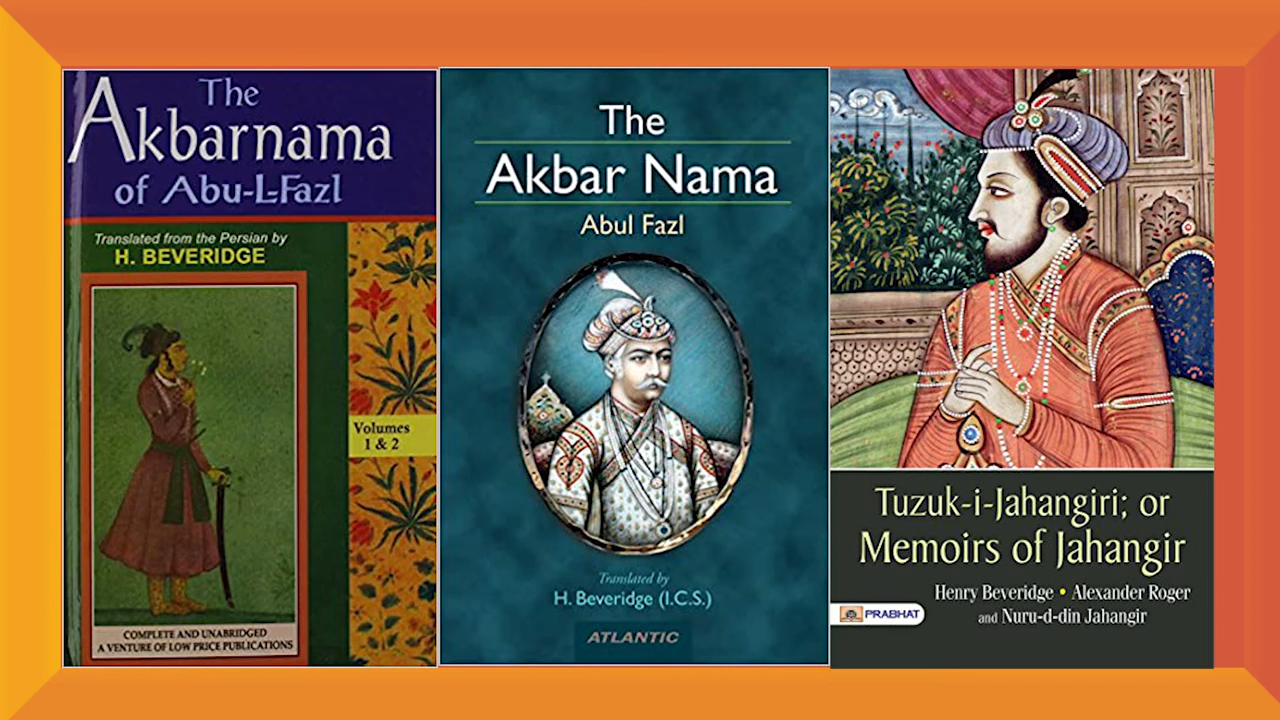 The
Akbarnama
of Abu-L-Fazl
Translated from the Persian by
H. BEVERIDGE
Volumes
1 & 2
COMPLETE AND UNABRIDGED
A VENTURE OF LOW PRICE PUBLICATIONS
The
Akbar Nama
Abul Fazl
Translated by
H. Beveridge (I.C.S.)
ATLANTIC
Tuzuk-i-Jahangiri; or
Memoirs of Jahangir
Henry Beveridge • Alexander Roger
and Nuru-d-din Jahangir
PRABHAT